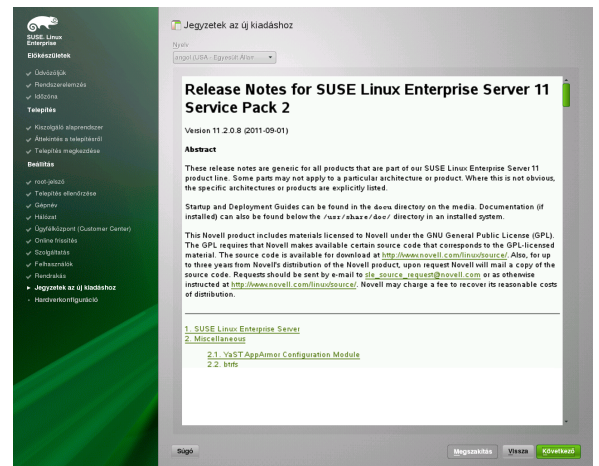 SUSE. Linux
Enterprise
Előkészületek
Üdvözöljük
Rendszerelemzés
Időzóna
Telepítés
Kiszolgáló alaprendszer
Áttekintés a telepítésről
Telepítés megkezdése
Beállítás
root-jelszó
Telepítés ellenőrzése
Gépnév
Hálózat
Ügyfélközpont (Customer Center)
Online frissítés
Szolgáltatás
Felhasználók
Rendrakás
Jegyzetek az új kiadáshoz
Hardverkonfiguráció
Jegyzetek az új kiadáshoz
Nyelv
angol (USA - Egyesült Állar
Release Notes for SUSE Linux Enterprise Server 11
Service Pack 2
Version 11.2.0.8 (2011-09-01)
Abstract
These release notes are generic for all products that are part of our SUSE Linux Enterprise Server 11
product line. Some parts may not apply to a particular architecture or product. Where this is not obvious,
the specific architectures or products are explicitly listed.
Startup and Deployment Guides can be found in the docu directory on the media. Documentation (if
installed) can also be found below the /usr/share/doc/ directory in an installed system.
This Novell product includes materials licensed to Novell under the GNU General Public License (GPL).
The GPL requires that Novell makes available certain source code that corresponds to the GPL-licensed
material. The source code is available for download at http://www.novell.com/linux/source/. Also, for up
to three years from Novell's distribution of the Novell product, upon request Novell will mail a copy of the
source code. Requests should be sent by e-mail to sle_source_request@novell.com or as otherwise
instructed at http://www.novell.com/linux/source/. Novell may charge a fee to recover its reasonable costs
of distribution.
1. SUSE Linux Enterprise Server
2. Miscellaneous
2.1. YaST AppArmor Configuration Module
2.2. btrfs
Súgó
Megszakítás
Vissza
Következő